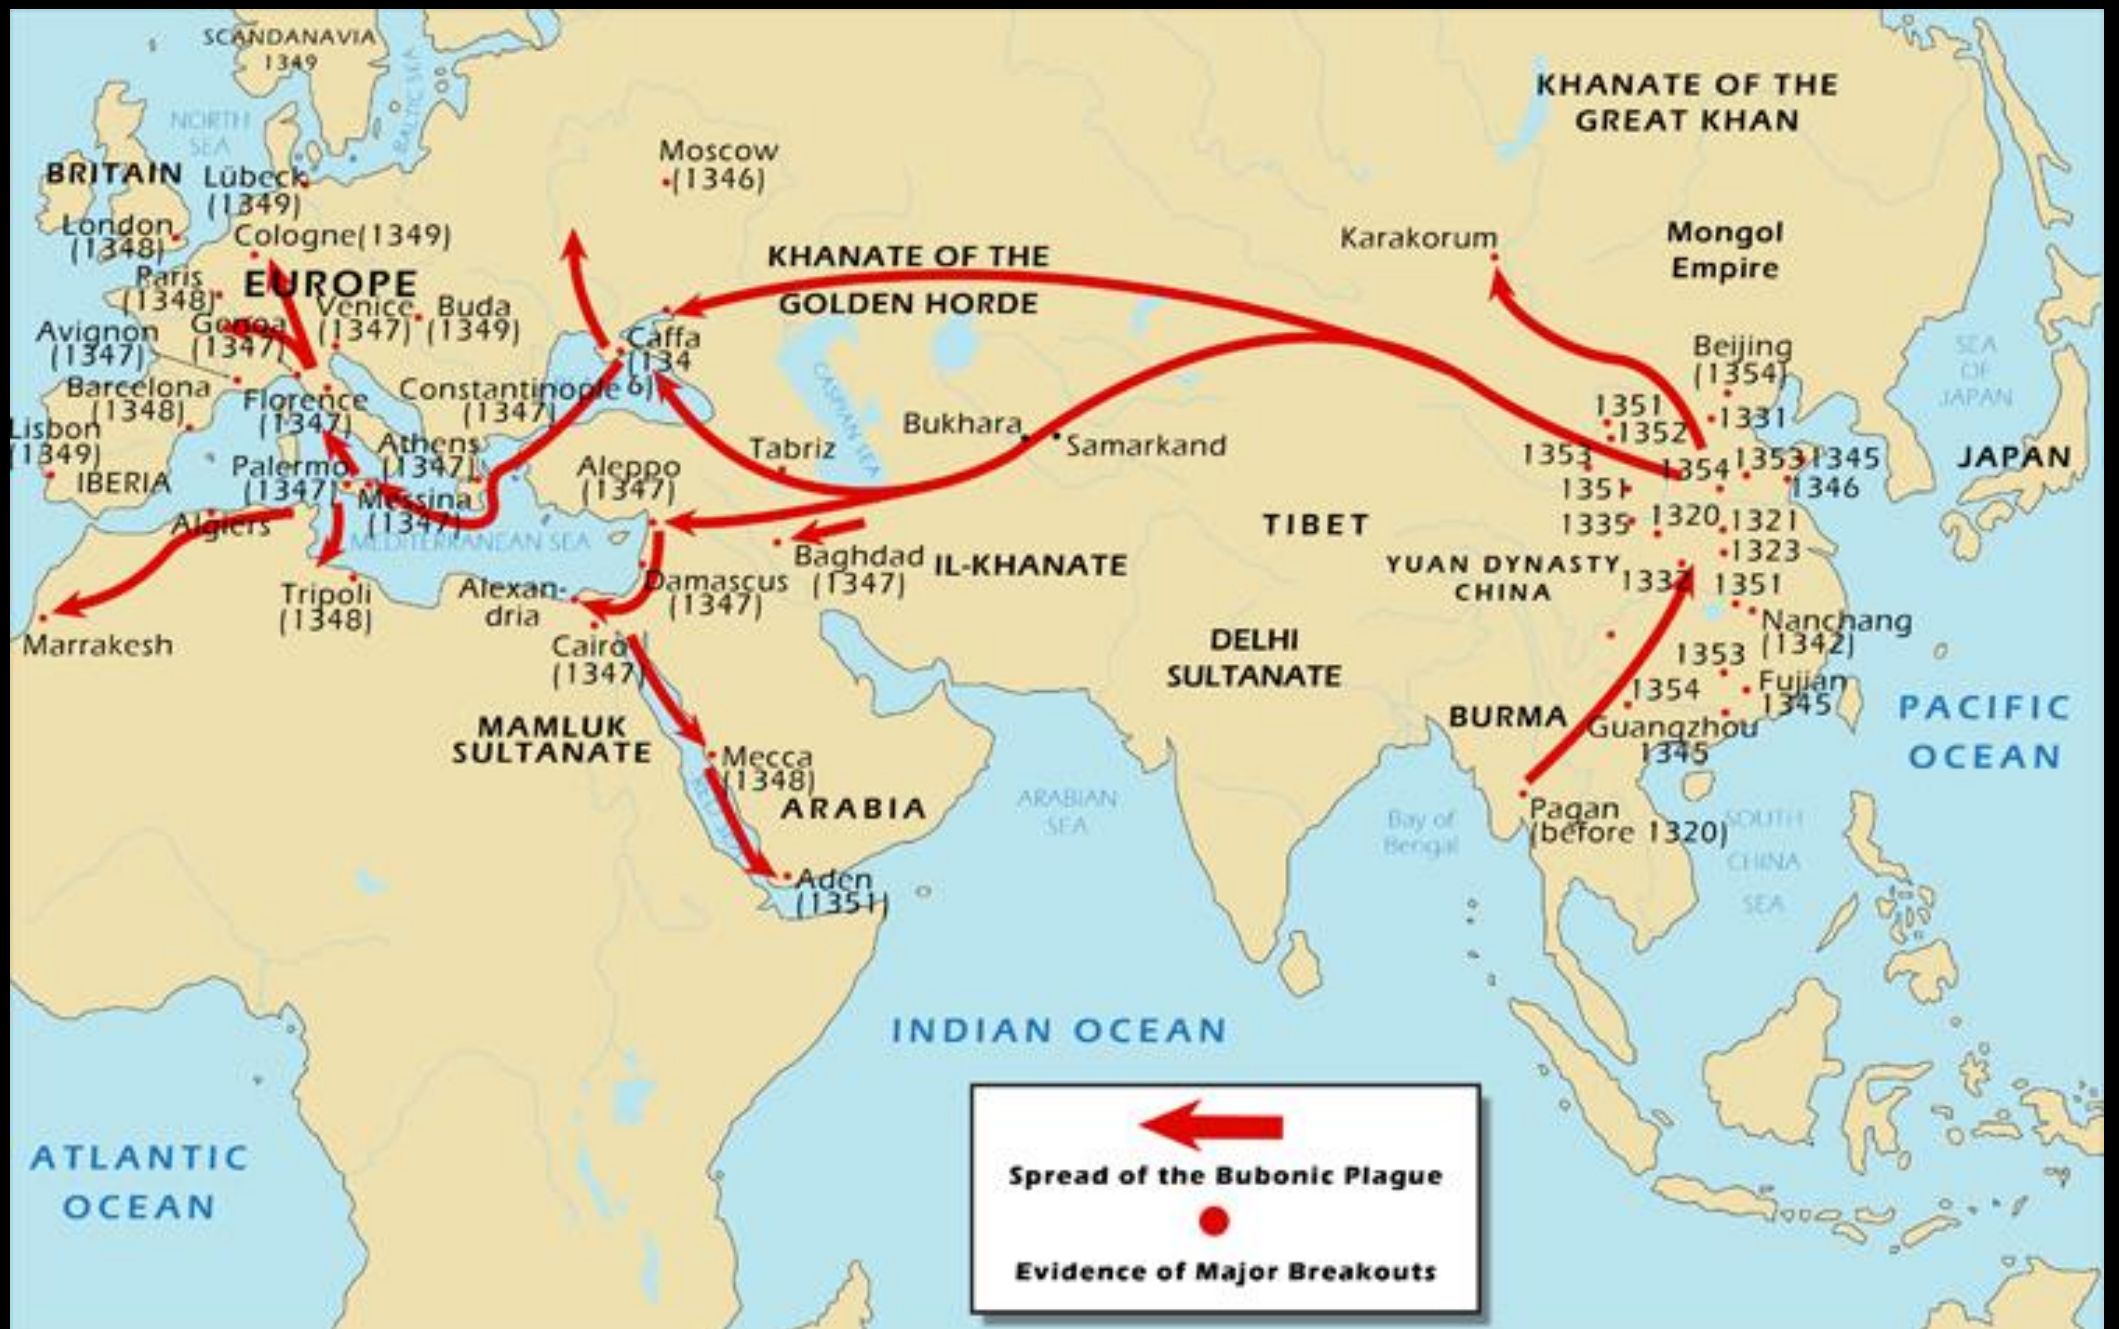 SCANDANAVIA
1349
NORTH
SEA
BALTIC SEA
BRITAIN
Lübeck
(1349)
London
(1348)
Cologne(1349)
Paris
(1348)
EUROPE
Genoa
(1347)
Venice
(1347)
Buda
(1349)
Avignon
(1347)
Barcelona
(1348)
Florence
(1347)
Constantinople
(1347)
Lisbon
(1349)
IBERIA
Palermo
(1347)
Athens
(1347)
Messina
(1347)
Algiers
MEDITERRANEAN SEA
Marrakesh
Tripoli
(1348)
Alexan-
dria
Cairo
(1347)
Moscow
(1346)
KHANATE OF THE
GOLDEN HORDE
Caffa
(134
6)
CASPIAN SEA
Tabriz
Aleppo
(1347)
Bukhara
Samarkand
Baghdad
(1347)
Damascus
(1347)
IL-KHANATE
MAMLUK
SULTANATE
Mecca
(1348)
RED SEA
ARABIA
Aden
(1351)
ARABIAN
SEA
KHANATE OF THE
GREAT KHAN
Karakorum
Mongol
Empire
Beijing
(1354)
1351
1331
1352
1353
1354
1353
1345
1351
1346
1335
1320
1321
1323
1332
1351
SEA
OF
JAPAN
JAPAN
TIBET
YUAN DYNASTY
CHINA
Nanchang
(1342)
1353
1354
Fujian
1345
Guangzhou
1345
DELHI
SULTANATE
BURMA
Pagan
(before 1320)
Bay of
Bengal
SOUTH
CHINA
SEA
PACIFIC
OCEAN
INDIAN OCEAN
ATLANTIC
OCEAN
Spread of the Bubonic Plague
Evidence of Major Breakouts